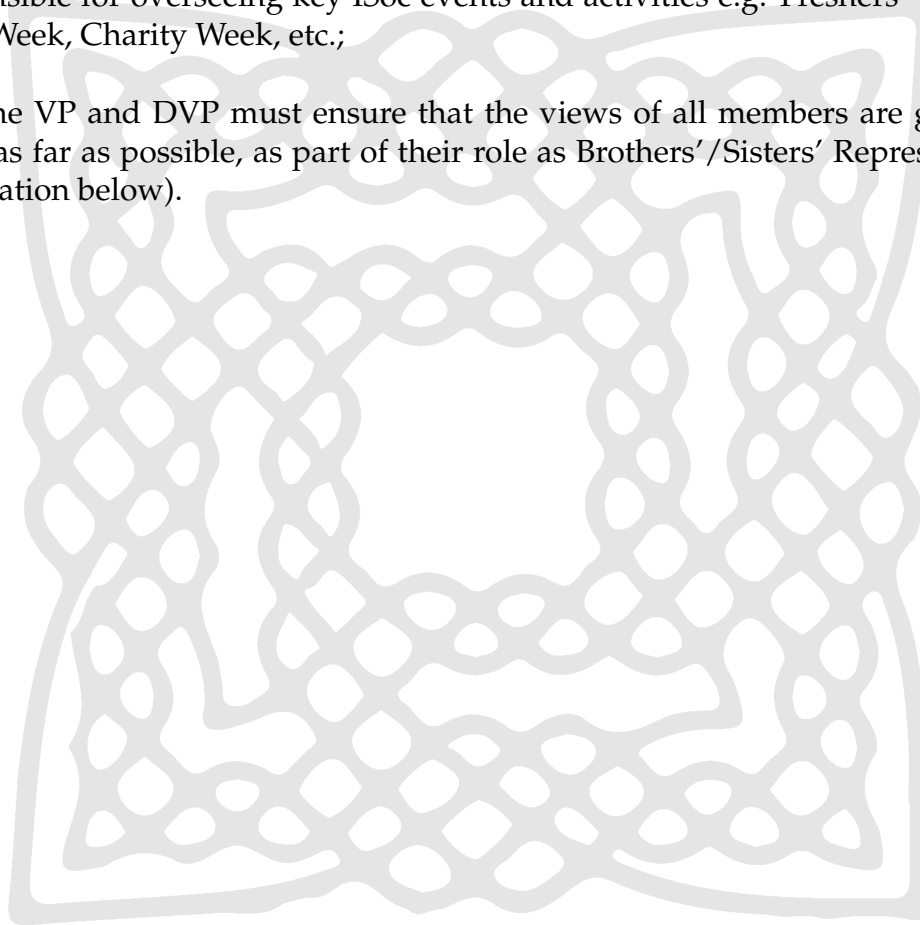 nsible for overseeing key ISoc events and activities e.g. Freshers'
Week, Charity Week, etc.;
he VP and DVP must ensure that the views of all members are g
as far as possible, as part of their role as Brothers'/Sisters' Repres
ation below).